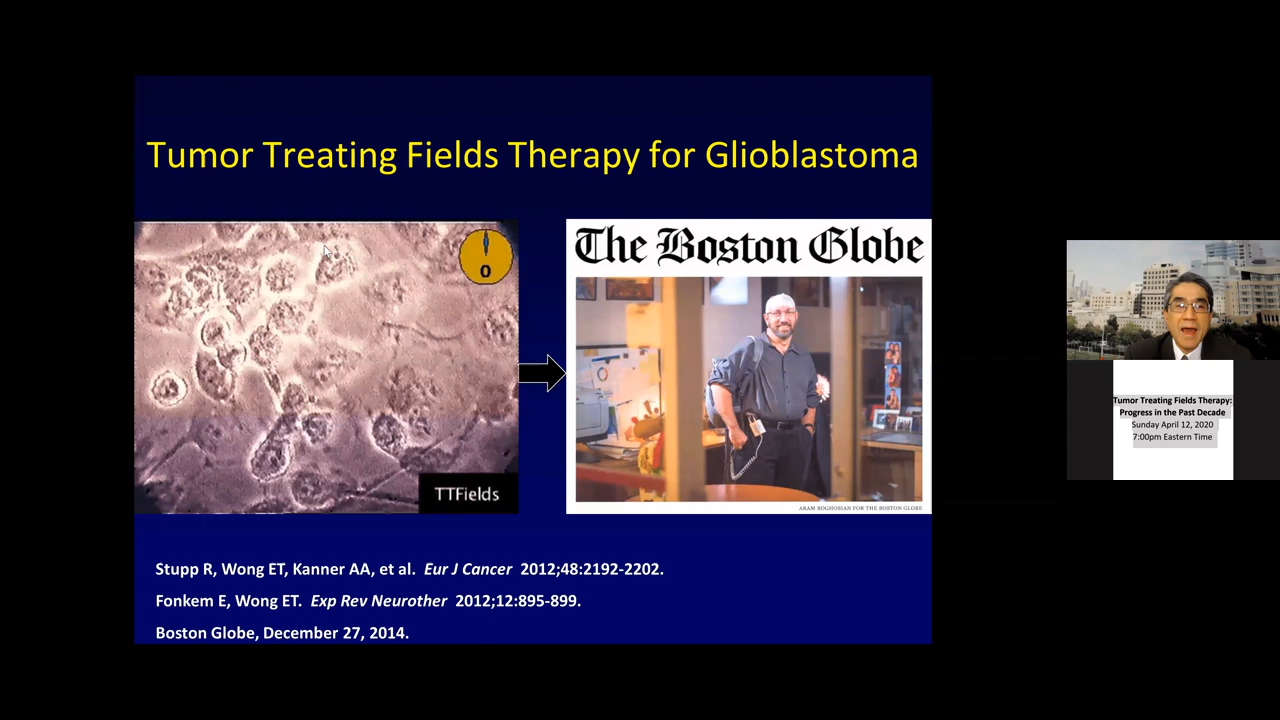 Tumor Treating Fields Therapy for Glioblastoma
0
TTFields
The Boston Globe
ARAM BOGHOSIAN FOR THE BOSTON GLOBE
Stupp R, Wong ET, Kanner AA, et al. Eur J Cancer 2012;48:2192-2202.
Fonkem E, Wong ET. Exp Rev Neurother 2012;12:895-899.
Boston Globe, December 27, 2014.
Tumor Treating Fields Therapy:
Progress in the Past Decade
Sunday April 12, 2020
7:00pm Eastern Time